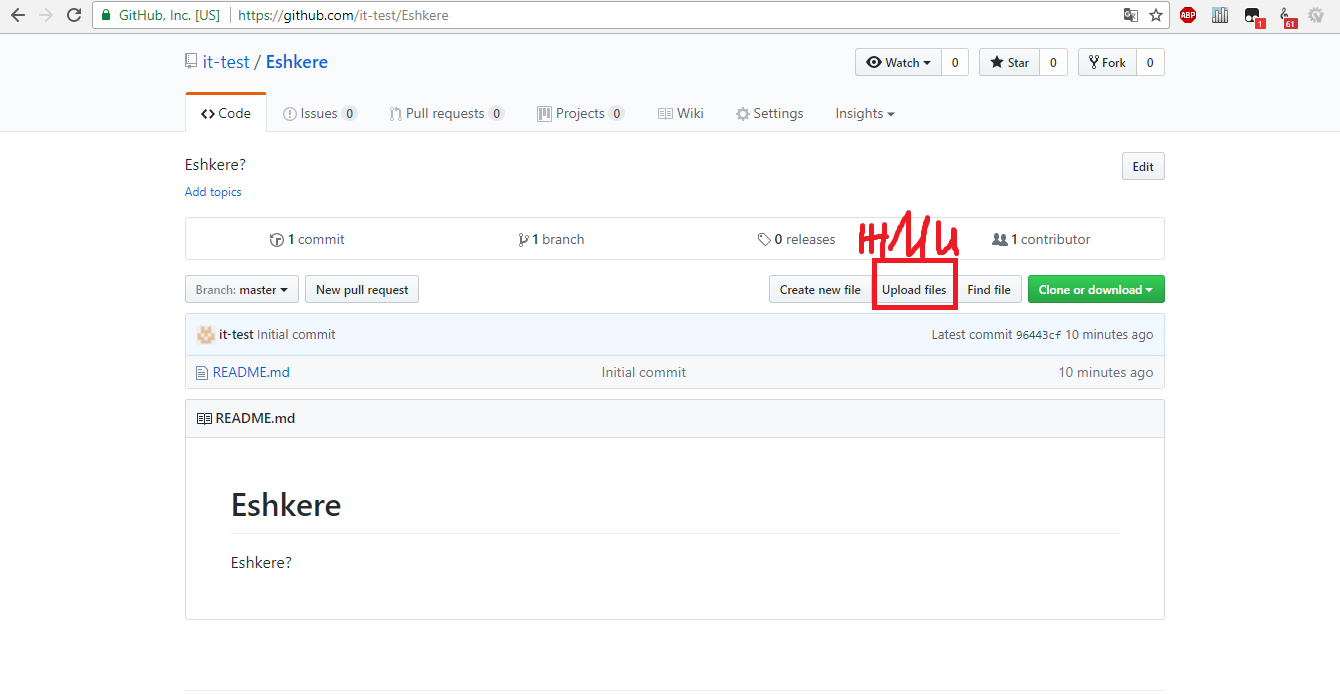 GitHub, Inc. [US] https://github.com/it-test/Eshkere
ABP 1 61
it-test / Eshkere
Watch 0 Star 0 Fork 0
Code Issues 0 Pull requests 0 Projects 0 Wiki Settings Insights
Eshkere? Edit
Add topics
жми
1 commit 1 branch 0 releases 1 contributor
Branch: master New pull request Create new file Upload files Find file Clone or download
it-test Initial commit Latest commit 96443cf 10 minutes ago
README.md Initial commit 10 minutes ago
README.md
Eshkere
Eshkere?